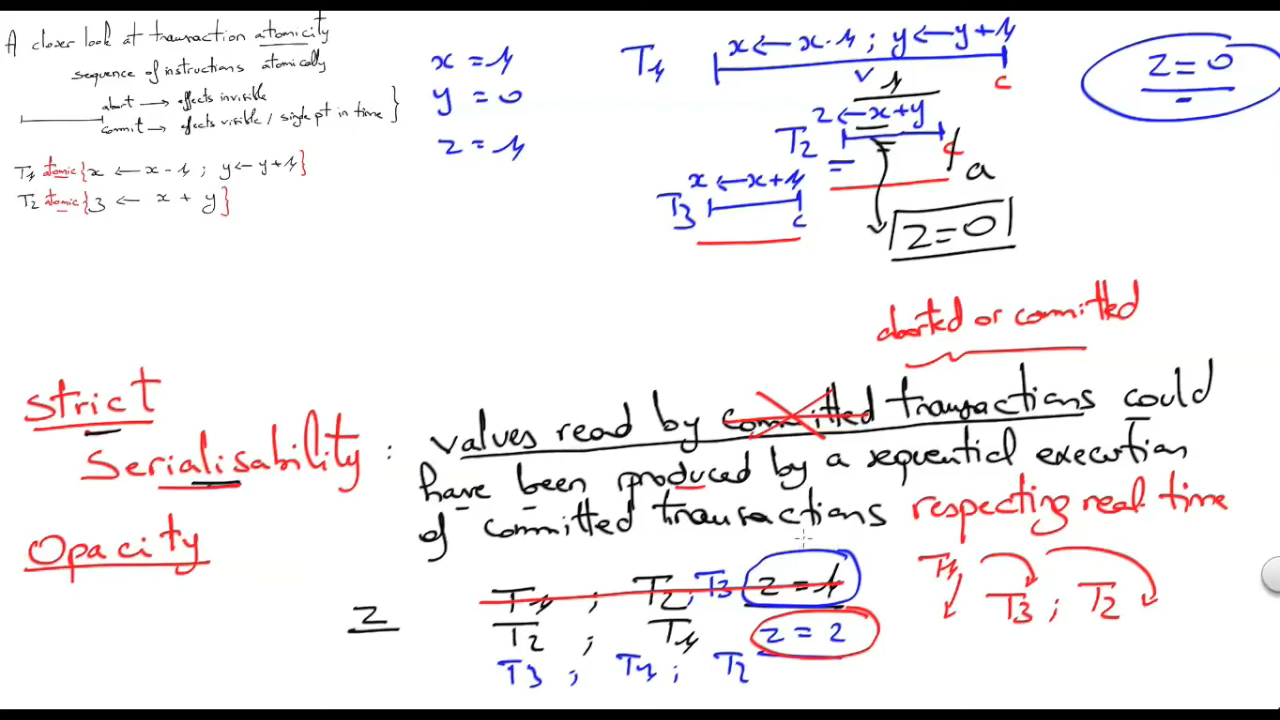 A closer look at transaction atomicity
sequence of instructions atomically
abort → effects invisible
commit → effects visible / single pt in time }
T1 atomic{x ← x - 1 ; y ← y + 1}
T2 atomic{z ← x + y}
x = 1
y = 0
z = 1
T1 x ← x - 1 ; y ← y + 1
c
z = 0
1
T2 z ← x + y
c
a
T3 x ← x + 1
c
z = 0
aborted or committed
Strict
Serialisability : values read by committed transactions could
have been produced by a sequential execution
of committed transactions respecting real time
Opacity
z
T1 ; T2 ; T3 z = 1
T2 ; T1 z = 2
T3 ; T1 ; T2
T1 T3 ; T2